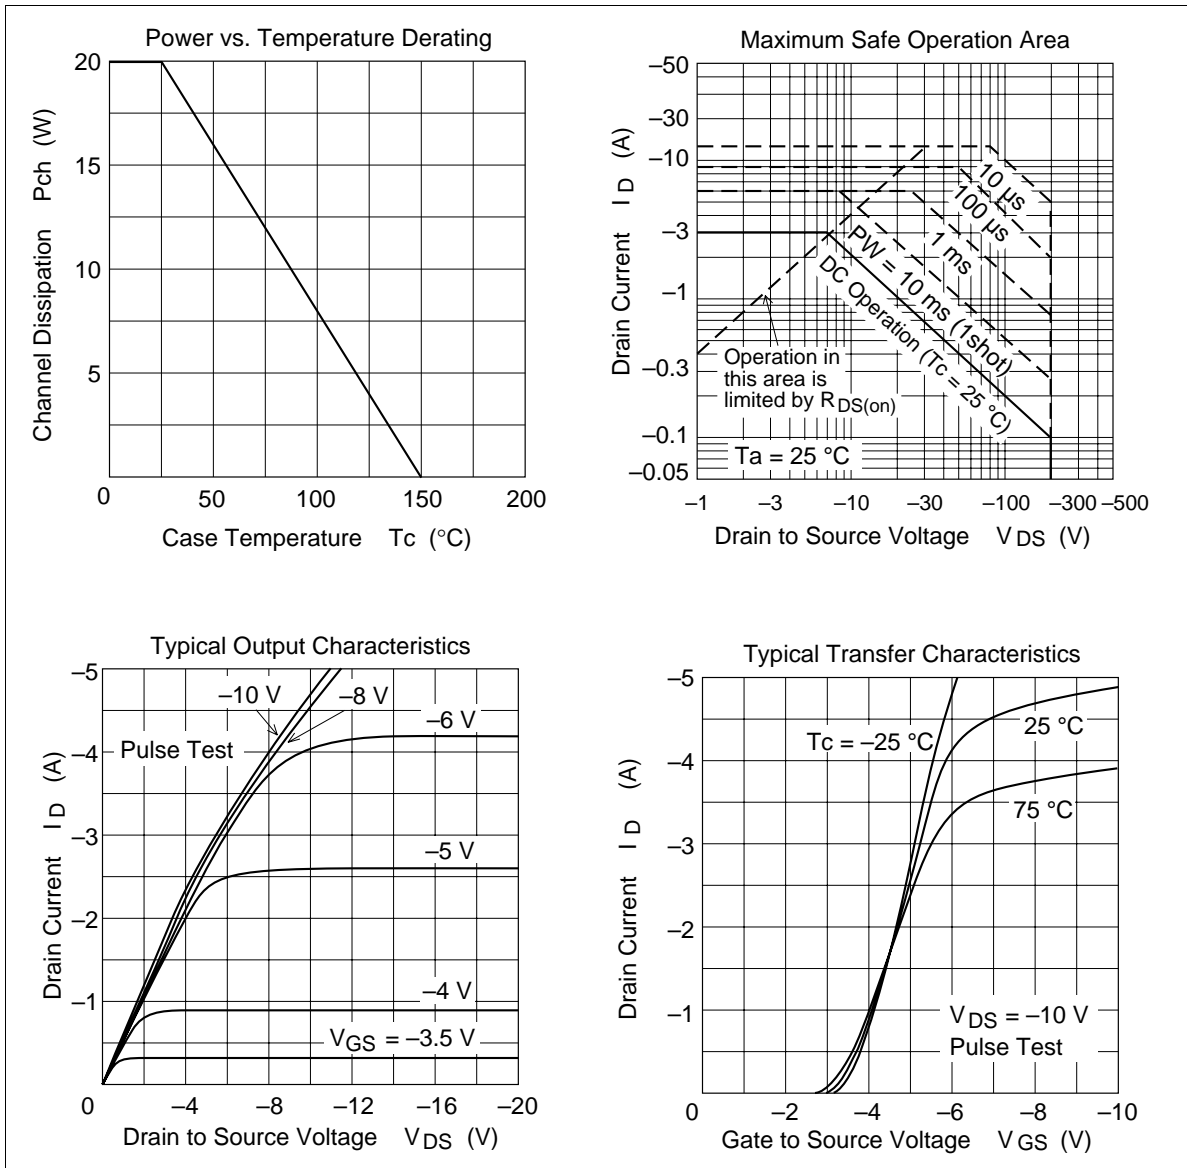 Power vs. Temperature Derating
20
15
10
5
0
50
100
150
200
Channel Dissipation Pch (W)
Case Temperature Tc (°C)
Maximum Safe Operation Area
–50
–30
–10
–3
–1
–0.3
–0.1
–0.05
–1
–3
–10
–30
–100
–300
–500
Drain Current I D (A)
Drain to Source Voltage V DS (V)
10 µs
100 µs
1 ms
PW = 10 ms (1shot)
DC Operation (Tc = 25 °C)
Operation in
this area is
limited by R DS(on)
Ta = 25 °C
Typical Output Characteristics
–5
–4
–3
–2
–1
0
–4
–8
–12
–16
–20
Drain Current I D (A)
Drain to Source Voltage V DS (V)
–10 V
–8 V
–6 V
Pulse Test
–5 V
–4 V
V GS = –3.5 V
Typical Transfer Characteristics
–5
–4
–3
–2
–1
0
–2
–4
–6
–8
–10
Drain Current I D (A)
Gate to Source Voltage V GS (V)
Tc = –25 °C
25 °C
75 °C
V DS = –10 V
Pulse Test